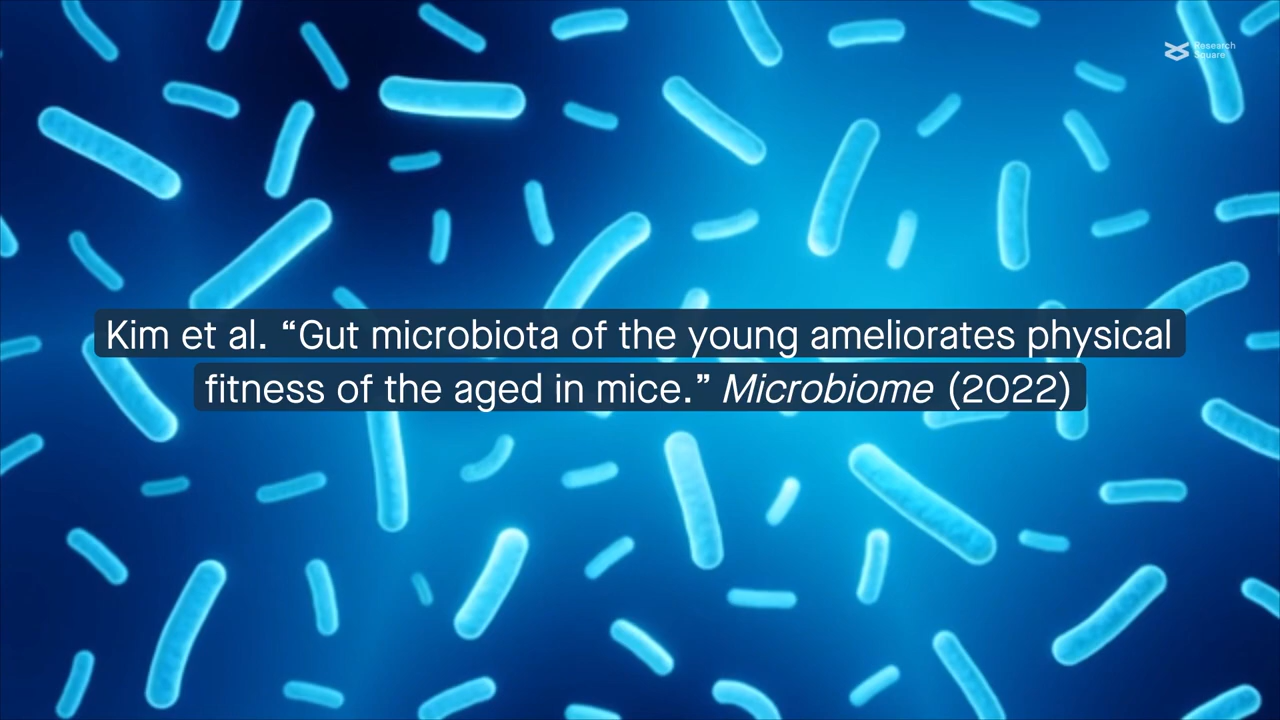 Research
Square
Kim et al. “Gut microbiota of the young ameliorates physical
fitness of the aged in mice.” Microbiome (2022)